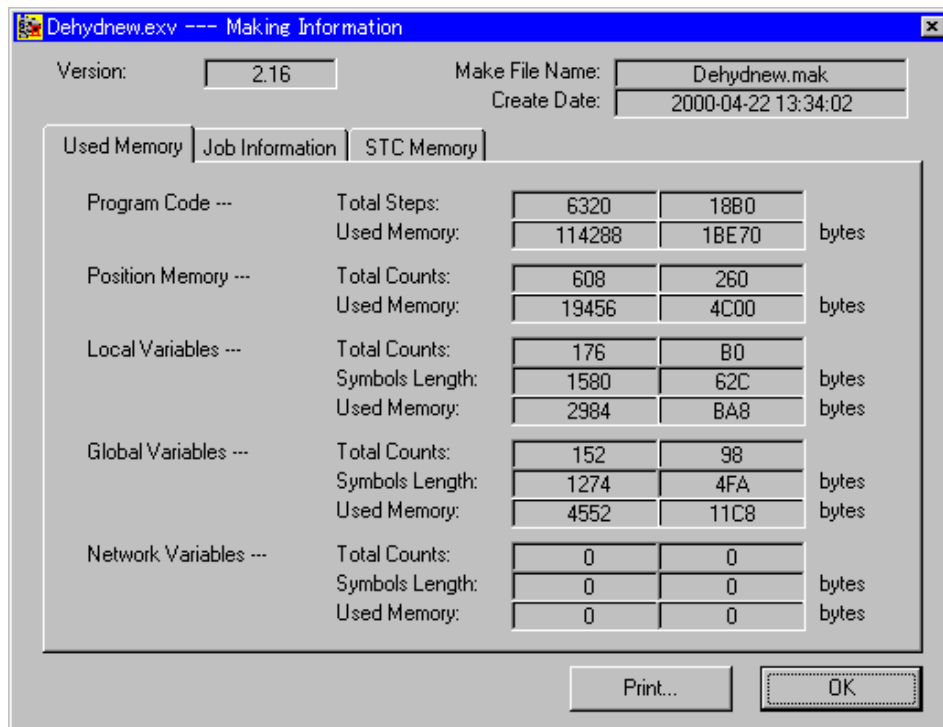 Dehydnew.exv --- Making Information
Version: 2.16 Make File Name: Dehydnew.mak
Create Date: 2000-04-22 13:34:02
Used Memory Job Information STC Memory
Program Code --- Total Steps: 6320 18B0
Used Memory: 114288 1BE70 bytes
Position Memory --- Total Counts: 608 260
Used Memory: 19456 4C00 bytes
Local Variables --- Total Counts: 176 B0
Symbols Length: 1580 62C bytes
Used Memory: 2984 BA8 bytes
Global Variables --- Total Counts: 152 98
Symbols Length: 1274 4FA bytes
Used Memory: 4552 11C8 bytes
Network Variables --- Total Counts: 0 0
Symbols Length: 0 0 bytes
Used Memory: 0 0 bytes
Print... OK